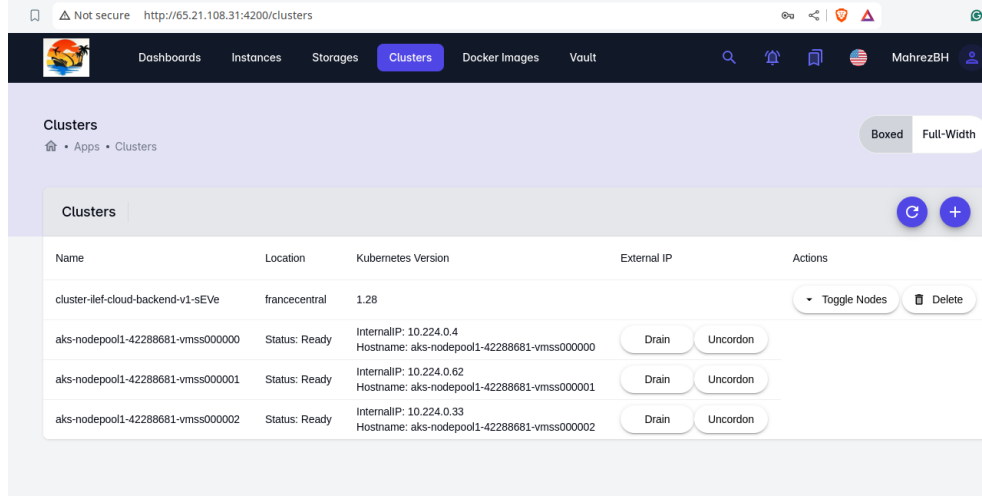 Not secure http://65.21.108.31:4200/clusters
Dashboards Instances Storages Clusters Docker Images Vault MahrezBH
Clusters
Boxed Full-Width
• Apps • Clusters
Clusters
Name Location Kubernetes Version External IP Actions
cluster-ilef-cloud-backend-v1-sEVe francecentral 1.28 Toggle Nodes Delete
aks-nodepool1-42288681-vmss000000 Status: Ready InternalIP: 10.224.0.4
Hostname: aks-nodepool1-42288681-vmss000000 Drain Uncordon
aks-nodepool1-42288681-vmss000001 Status: Ready InternalIP: 10.224.0.62
Hostname: aks-nodepool1-42288681-vmss000001 Drain Uncordon
aks-nodepool1-42288681-vmss000002 Status: Ready InternalIP: 10.224.0.33
Hostname: aks-nodepool1-42288681-vmss000002 Drain Uncordon